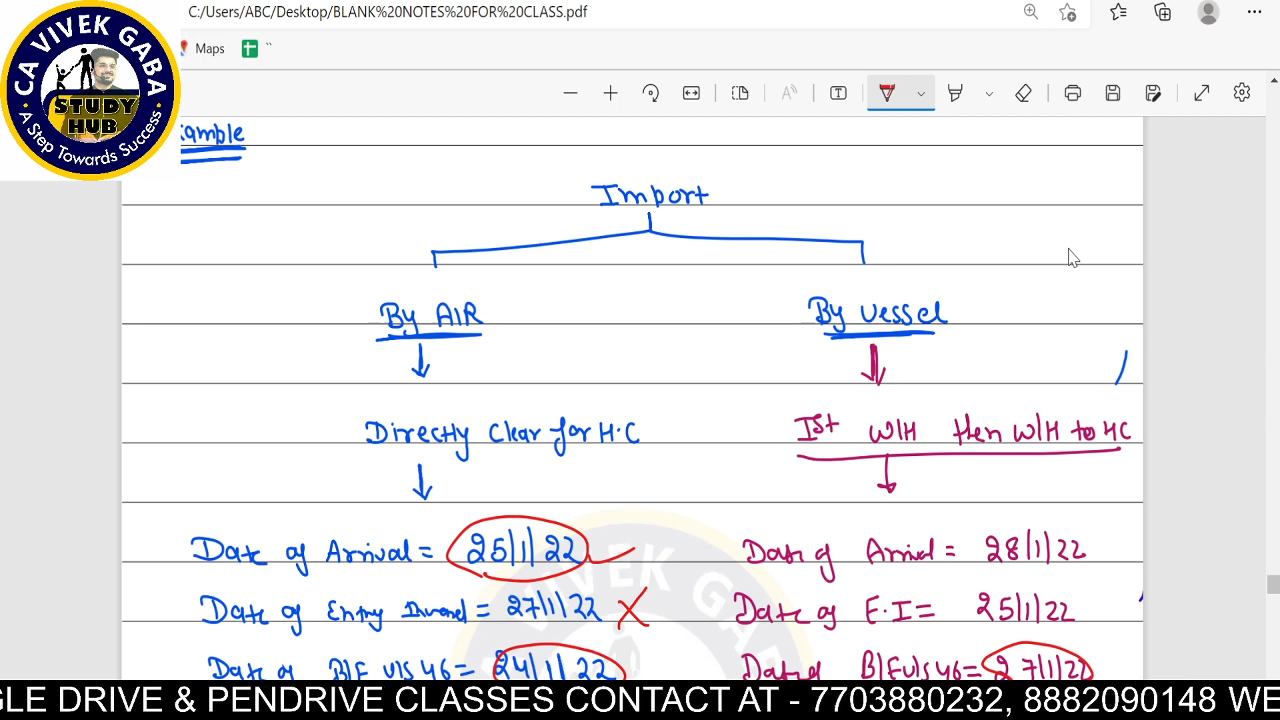 C:/Users/ABC/Desktop/BLANK%20NOTES%20FOR%20CLASS.pdf
Maps
CA VIVEK GABA
STUDY
HUB
A Step Towards Success
xample
Import
By AIR
By vessel
Directly Clear for H.C
Ist W/H then W/H to HC
Date of Arrival = 25/1/22
Date of Arrival = 28/1/22
Date of Entry Inward = 27/1/22
Date of E.I = 25/1/22
Date of B/E u/s 46 = 24/1/22
Date of B/E u/s 46 = 27/1/22
VIVEK GABA
GLE DRIVE & PENDRIVE CLASSES CONTACT AT - 7703880232, 8882090148 WE